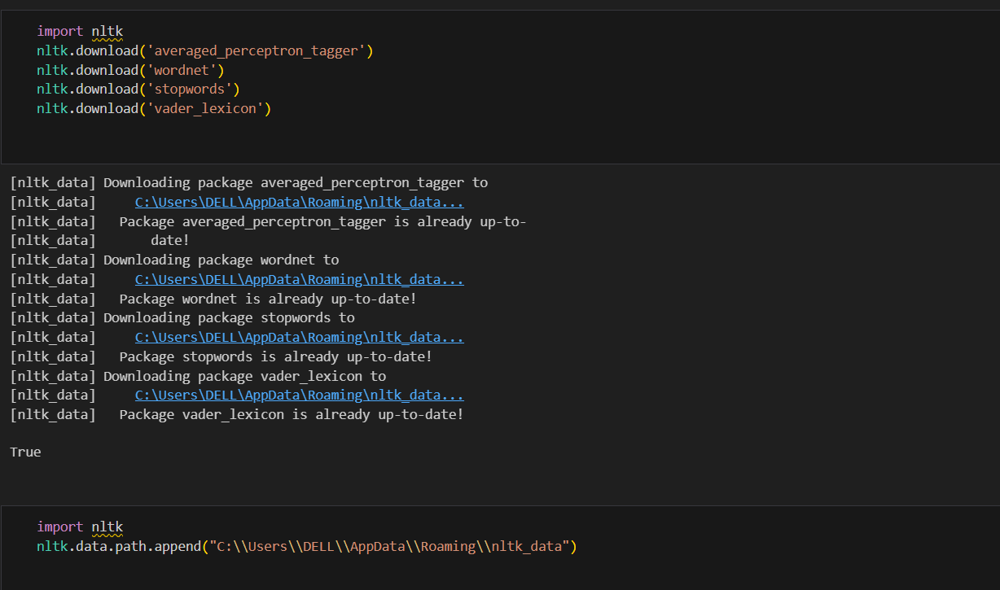 import nltk
nltk.download('averaged_perceptron_tagger')
nltk.download('wordnet')
nltk.download('stopwords')
nltk.download('vader_lexicon')
[nltk_data] Downloading package averaged_perceptron_tagger to
[nltk_data]     C:\Users\DELL\AppData\Roaming\nltk_data...
[nltk_data]   Package averaged_perceptron_tagger is already up-to-
[nltk_data]       date!
[nltk_data] Downloading package wordnet to
[nltk_data]     C:\Users\DELL\AppData\Roaming\nltk_data...
[nltk_data]   Package wordnet is already up-to-date!
[nltk_data] Downloading package stopwords to
[nltk_data]     C:\Users\DELL\AppData\Roaming\nltk_data...
[nltk_data]   Package stopwords is already up-to-date!
[nltk_data] Downloading package vader_lexicon to
[nltk_data]     C:\Users\DELL\AppData\Roaming\nltk_data...
[nltk_data]   Package vader_lexicon is already up-to-date!
True
import nltk
nltk.data.path.append("C:\\Users\\DELL\\AppData\\Roaming\\nltk_data")